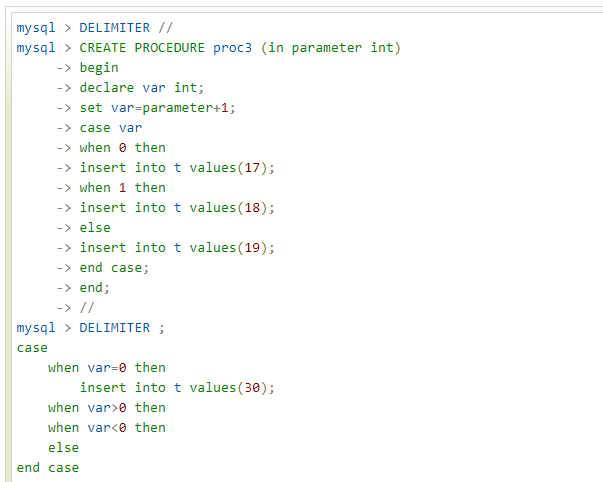 mysql > DELIMITER //
mysql > CREATE PROCEDURE proc3 (in parameter int)
     -> begin
     -> declare var int;
     -> set var=parameter+1;
     -> case var
     -> when 0 then
     -> insert into t values(17);
     -> when 1 then
     -> insert into t values(18);
     -> else
     -> insert into t values(19);
     -> end case;
     -> end;
     -> //
mysql > DELIMITER ;
case
    when var=0 then
        insert into t values(30);
    when var>0 then
    when var<0 then
    else
end case